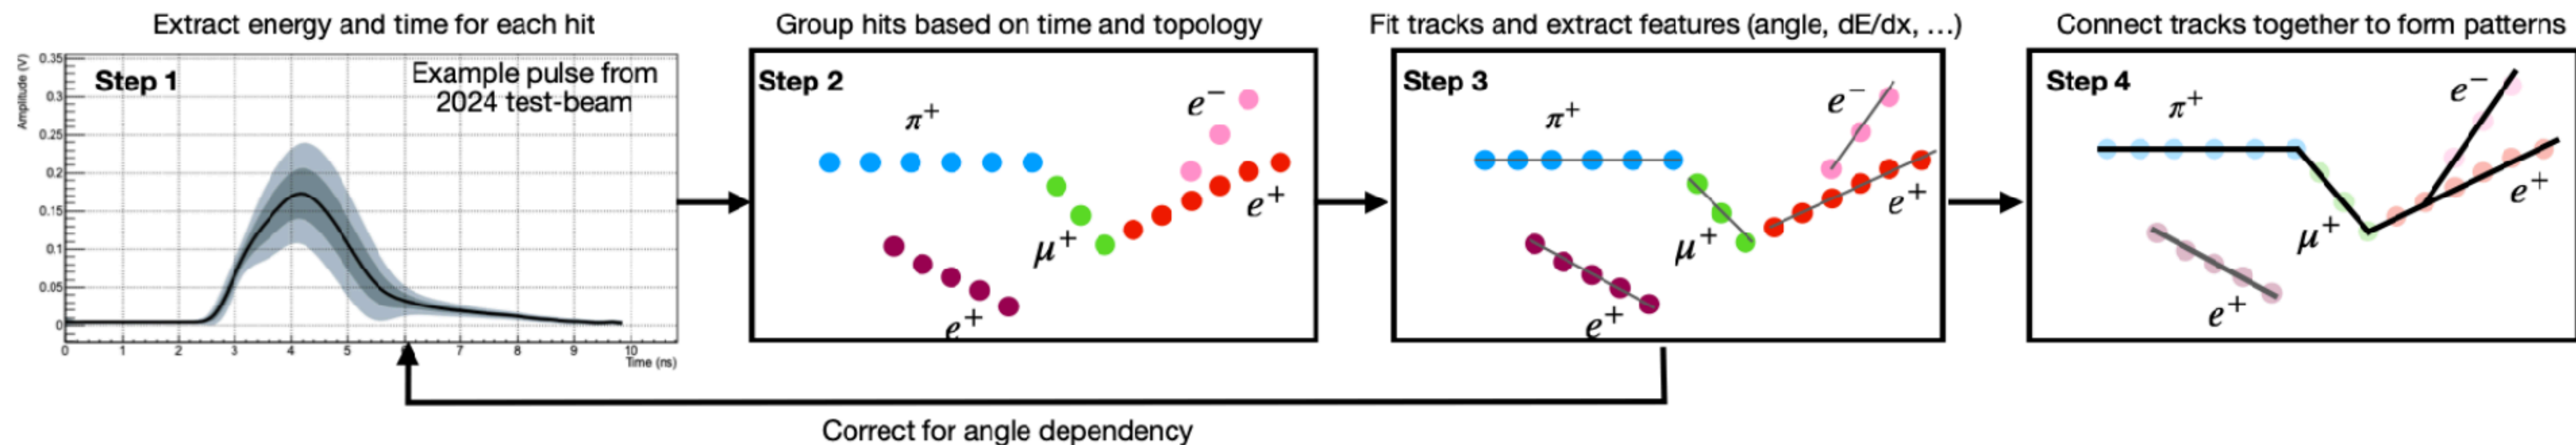 Extract energy and time for each hit
Group hits based on time and topology
Fit tracks and extract features (angle, dE/dx, ...)
Connect tracks together to form patterns
Amplitude (V)
0.35
0.3
0.25
0.2
0.15
0.1
0.05
0
Step 1
Example pulse from
2024 test-beam
0 1 2 3 4 5 6 7 8 9 10
Time (ns)
Step 2
π⁺
e⁻
e⁺
μ⁺
e⁺
Step 3
π⁺
e⁻
e⁺
μ⁺
e⁺
Step 4
π⁺
e⁻
e⁺
μ⁺
e⁺
Correct for angle dependency